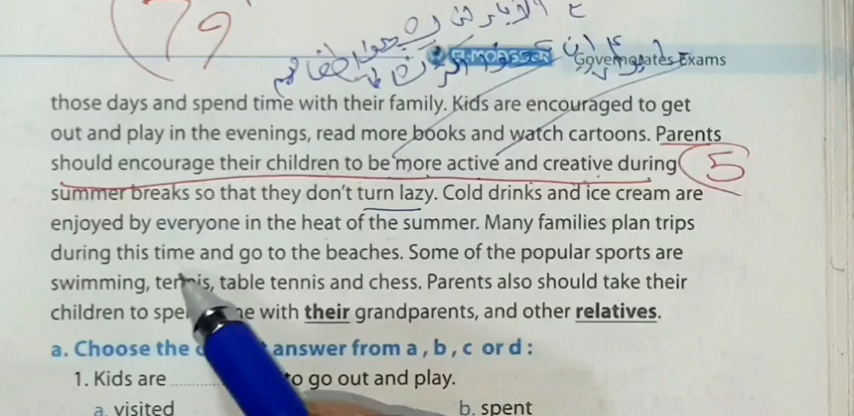 79
EL-MOASSER Governorates Exams
those days and spend time with their family. Kids are encouraged to get
out and play in the evenings, read more books and watch cartoons. Parents
should encourage their children to be more active and creative during
5
summer breaks so that they don't turn lazy. Cold drinks and ice cream are
enjoyed by everyone in the heat of the summer. Many families plan trips
during this time and go to the beaches. Some of the popular sports are
swimming, tennis, table tennis and chess. Parents also should take their
children to with their grandparents, and other relatives.
a. Choose the answer from a , b , c or d :
1. Kids are .......... to go out and play.
a. visited b. spent